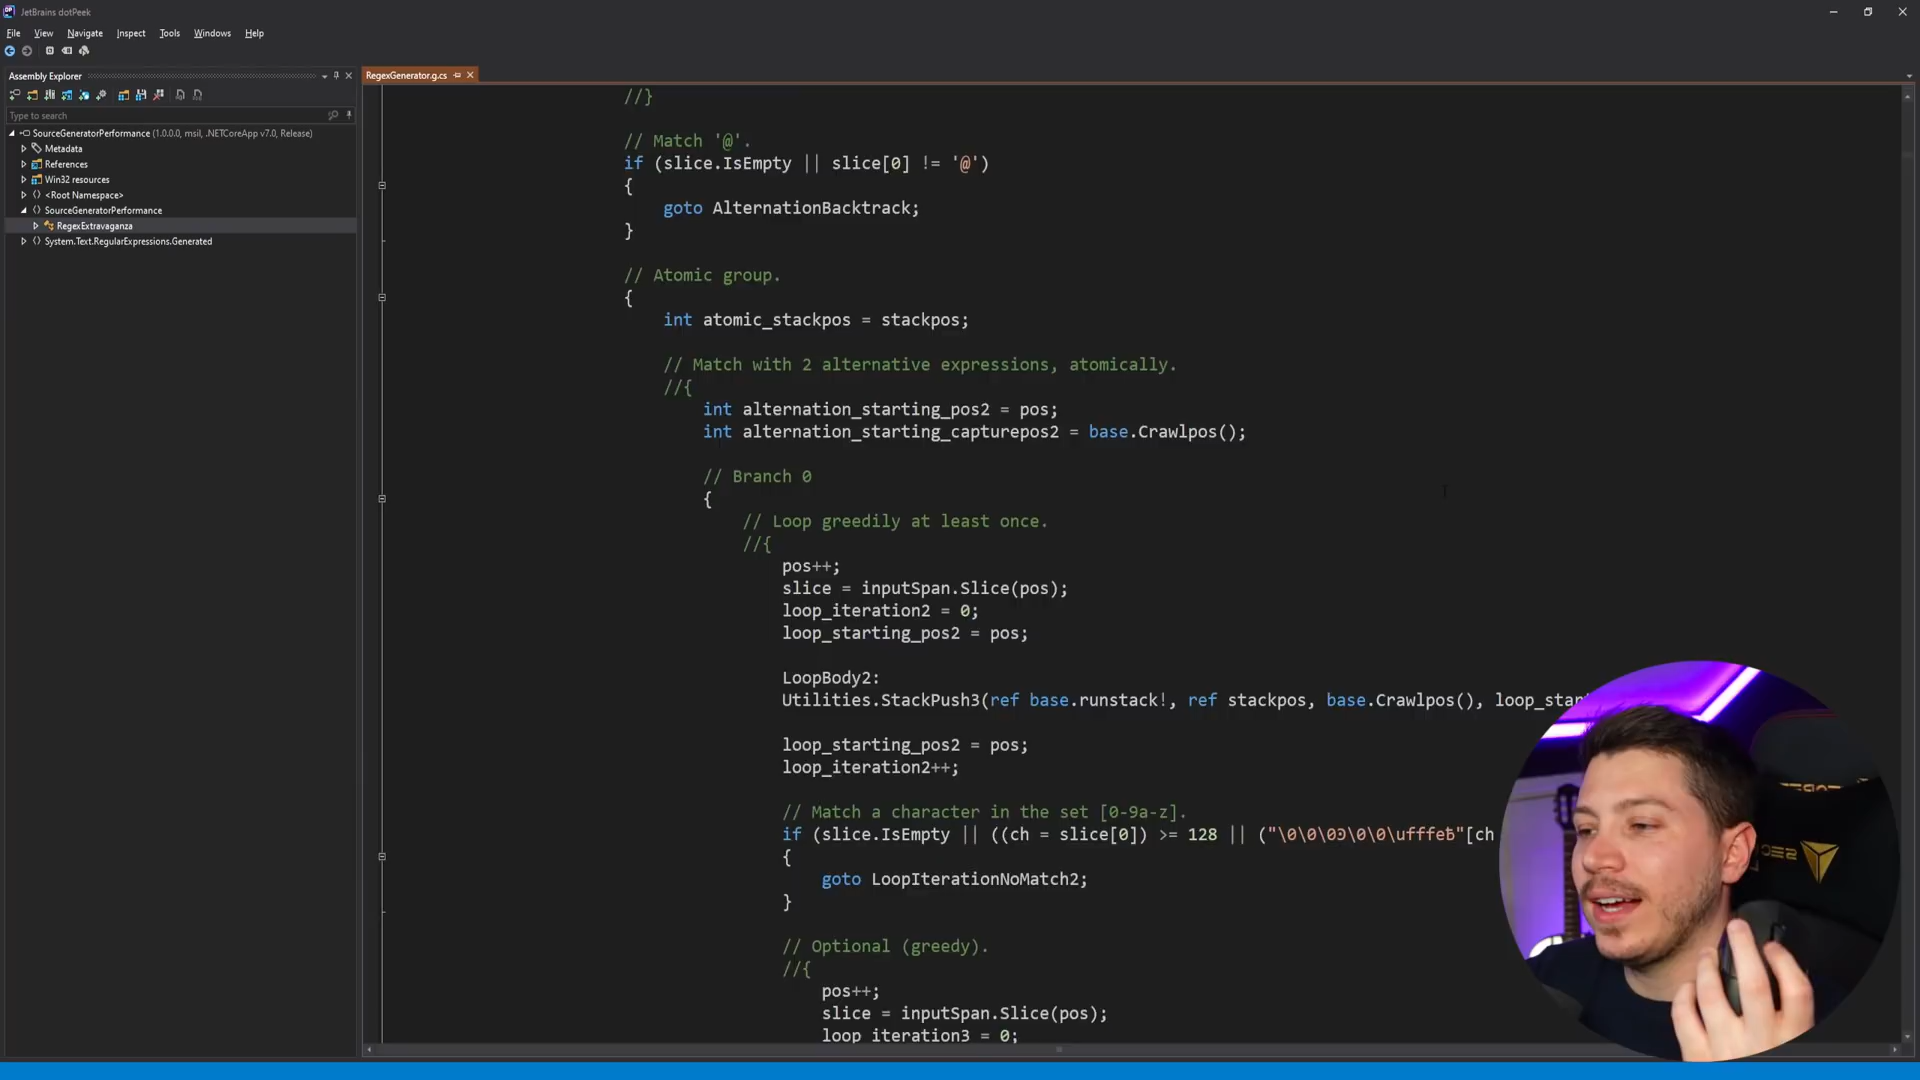 JetBrains dotPeek
File View Navigate Inspect Tools Windows Help
Assembly Explorer
Type to search
SourceGeneratorPerformance (1.0.0.0, msil, .NETCoreApp v7.0, Release)
Metadata
References
Win32 resources
<Root Namespace>
SourceGeneratorPerformance
RegexExtravaganza
System.Text.RegularExpressions.Generated
RegexGenerator.g.cs
//}
// Match '@'.
if (slice.IsEmpty || slice[0] != '@')
{
goto AlternationBacktrack;
}
// Atomic group.
{
int atomic_stackpos = stackpos;
// Match with 2 alternative expressions, atomically.
//{
int alternation_starting_pos2 = pos;
int alternation_starting_capturepos2 = base.Crawlpos();
// Branch 0
{
// Loop greedily at least once.
//{
pos++;
slice = inputSpan.Slice(pos);
loop_iteration2 = 0;
loop_starting_pos2 = pos;
LoopBody2:
Utilities.StackPush3(ref base.runstack!, ref stackpos, base.Crawlpos(), loop_star
loop_starting_pos2 = pos;
loop_iteration2++;
// Match a character in the set [0-9a-z].
if (slice.IsEmpty || ((ch = slice[0]) >= 128 || ("\0\0\0Ͽ\0\0\ufffe߿"[ch
{
goto LoopIterationNoMatch2;
}
// Optional (greedy).
//{
pos++;
slice = inputSpan.Slice(pos);
loop_iteration3 = 0;